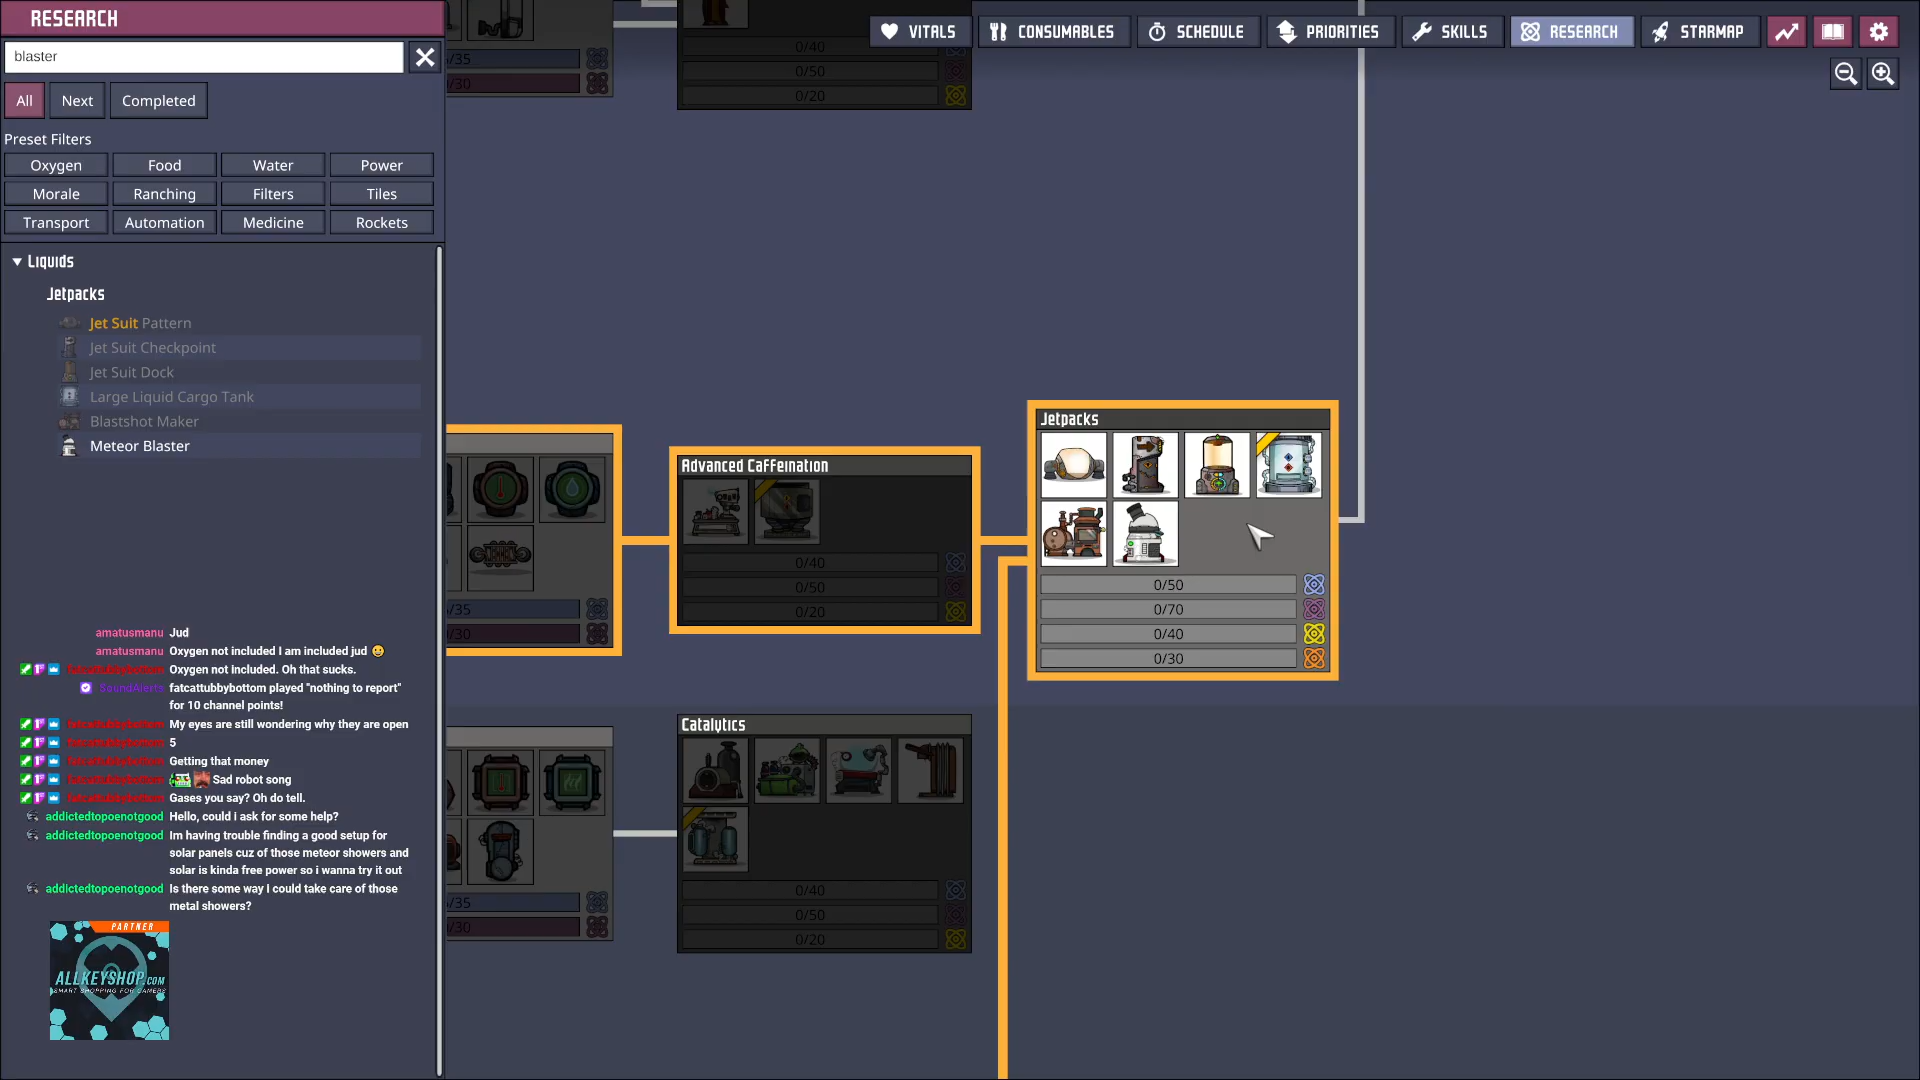 RESEARCH
VITALS
CONSUMABLES
SCHEDULE
PRIORITIES
SKILLS
RESEARCH
STARMAP
blaster
All
Next
Completed
Preset Filters
Oxygen
Food
Water
Power
Morale
Ranching
Filters
Tiles
Transport
Automation
Medicine
Rockets
Liquids
Jetpacks
Jet Suit Pattern
Jet Suit Checkpoint
Jet Suit Dock
Large Liquid Cargo Tank
Blastshot Maker
Meteor Blaster
/35
/30
0/40
0/50
0/20
/35
/30
Advanced Caffeination
0/40
0/50
0/20
Jetpacks
0/50
0/70
0/40
0/30
/35
/30
Catalytics
0/40
0/50
0/20
amatusmanu Jud
amatusmanu Oxygen not included I am included jud
fatcattubbybottom Oxygen not included. Oh that sucks.
SoundAlerts fatcattubbybottom played "nothing to report"
for 10 channel points!
fatcattubbybottom My eyes are still wondering why they are open
fatcattubbybottom 5
fatcattubbybottom Getting that money
fatcattubbybottom Sad robot song
fatcattubbybottom Gases you say? Oh do tell.
addictedtopoenotgood Hello, could i ask for some help?
addictedtopoenotgood Im having trouble finding a good setup for
solar panels cuz of those meteor showers and
solar is kinda free power so i wanna try it out
addictedtopoenotgood Is there some way I could take care of those
metal showers?
PARTNER
ALLKEYSHOP.COM
SMART SHOPPING FOR GAMERS